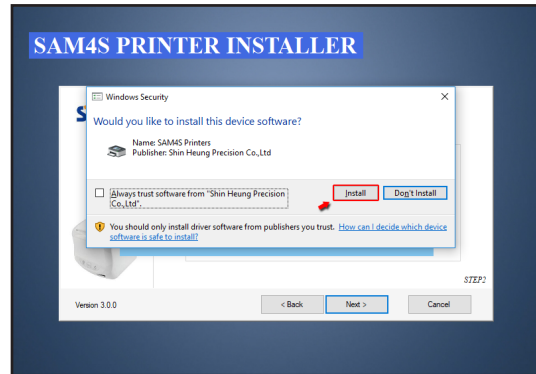 SAM4S PRINTER INSTALLER
Windows Security
Would you like to install this device software?
Name: SAM4S Printers
Publisher: Shin Heung Precision Co.,Ltd
Always trust software from "Shin Heung Precision
Co.,Ltd".
Install
Don't Install
You should only install driver software from publishers you trust. How can I decide which device
software is safe to install?
STEP2
Version 3.0.0
< Back
Next >
Cancel